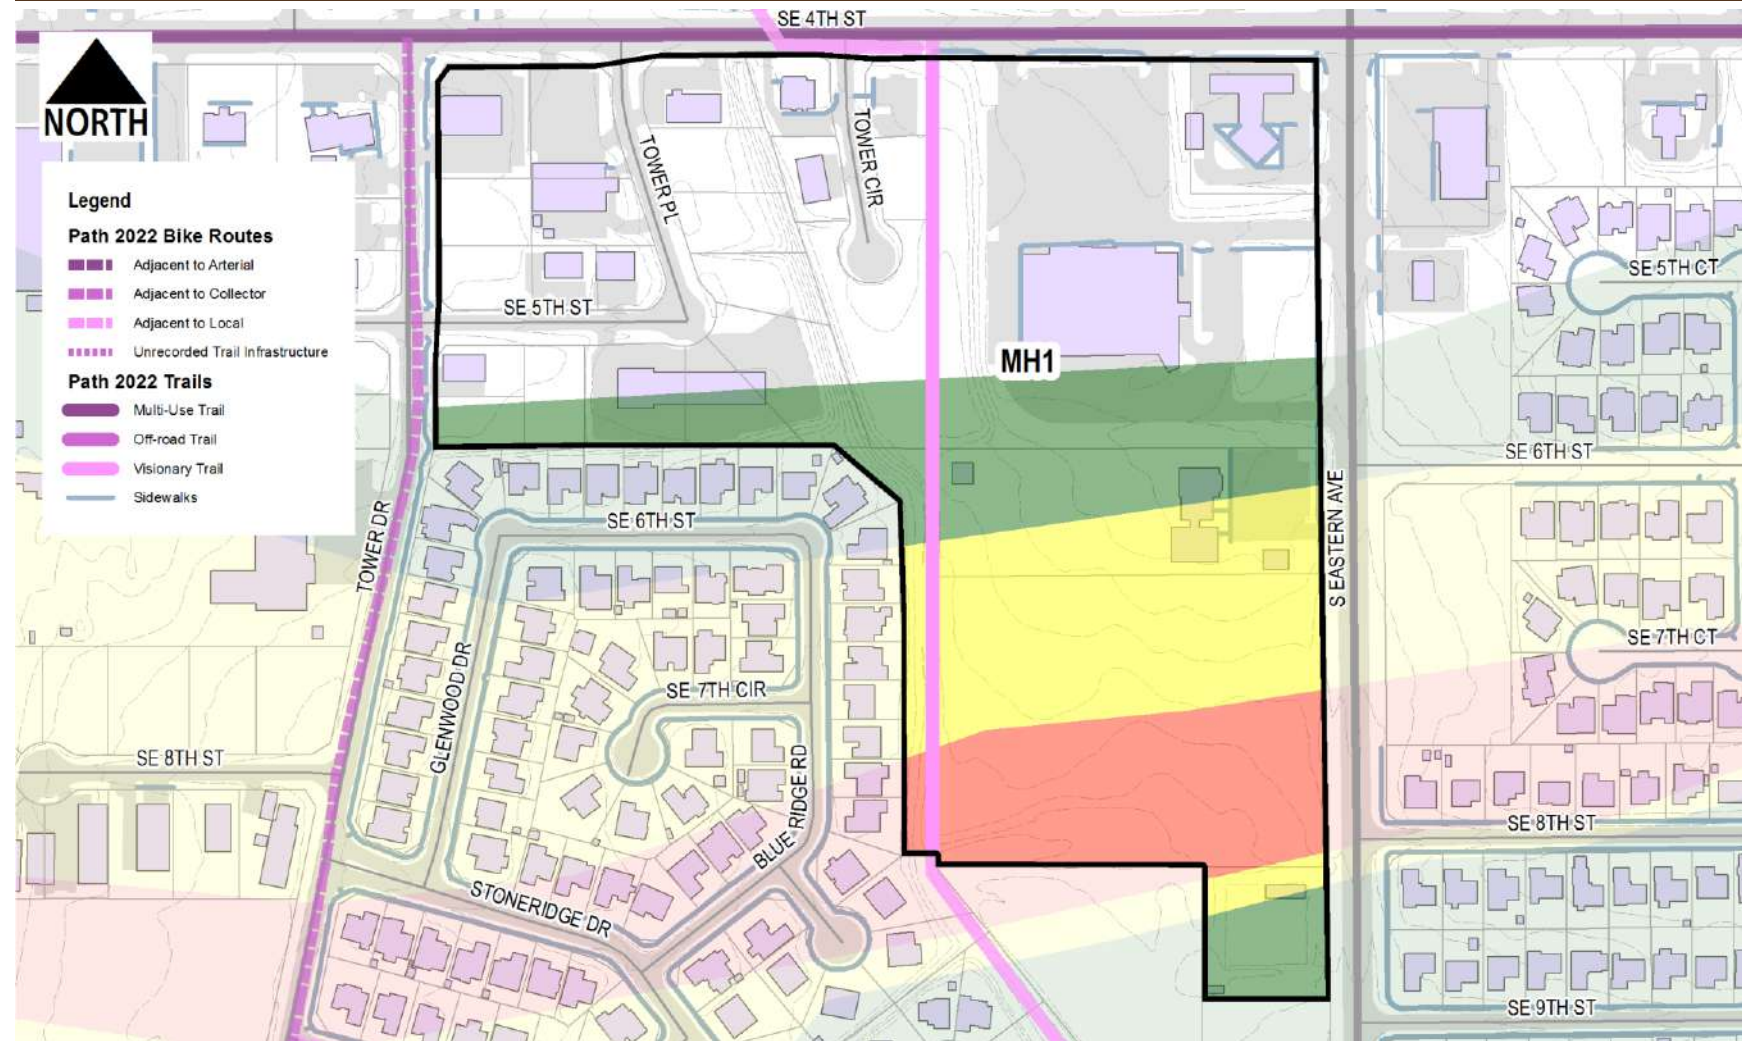 SE 4TH ST
NORTH
Legend
Path 2022 Bike Routes
Adjacent to Arterial
Adjacent to Collector
Adjacent to Local
Unrecorded Trail Infrastructure
Path 2022 Trails
Multi-Use Trail
Off-road Trail
Visionary Trail
Sidewalks
TOWER PL
TOWER CIR
SE 5TH CT
SE 5TH ST
MH1
SE 6TH ST
SE 6TH ST
TOWER DR
S EASTERN AVE
SE 7TH CT
SE 7TH CIR
GLENWOOD DR
SE 8TH ST
BLUE RIDGE RD
SE 8TH ST
STONERIDGE DR
SE 9TH ST